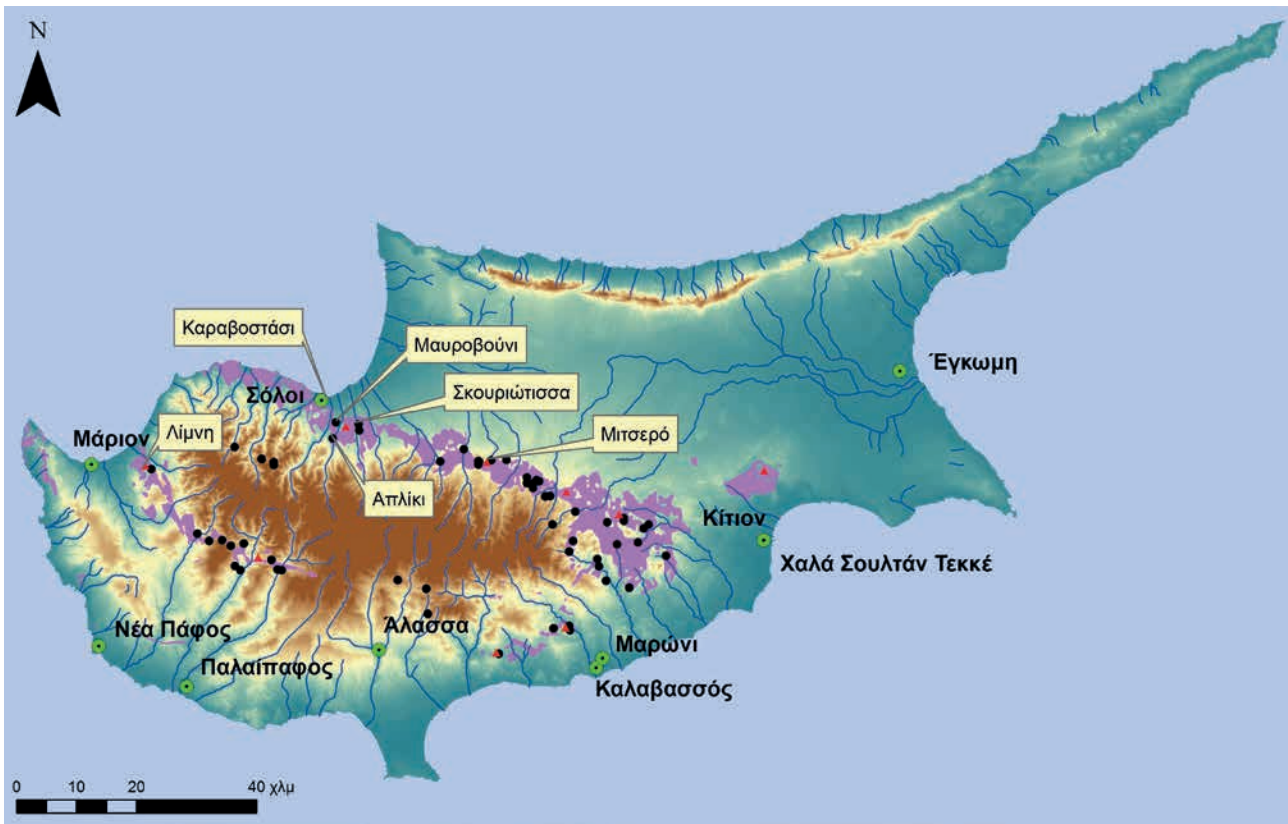 N
Καραβοστάσι
Μαυροβούνι
Έγκωμη
Σκουριώτισσα
Σόλοι
Λίμνη
Μιτσερό
Μάριον
Απλίκι
Κίτιον
Χαλά Σουλτάν Τεκκέ
Νέα Πάφος
Άλασσα
Μαρώνι
Παλαίπαφος
Καλαβασσός
0 10 20 40 χλμ